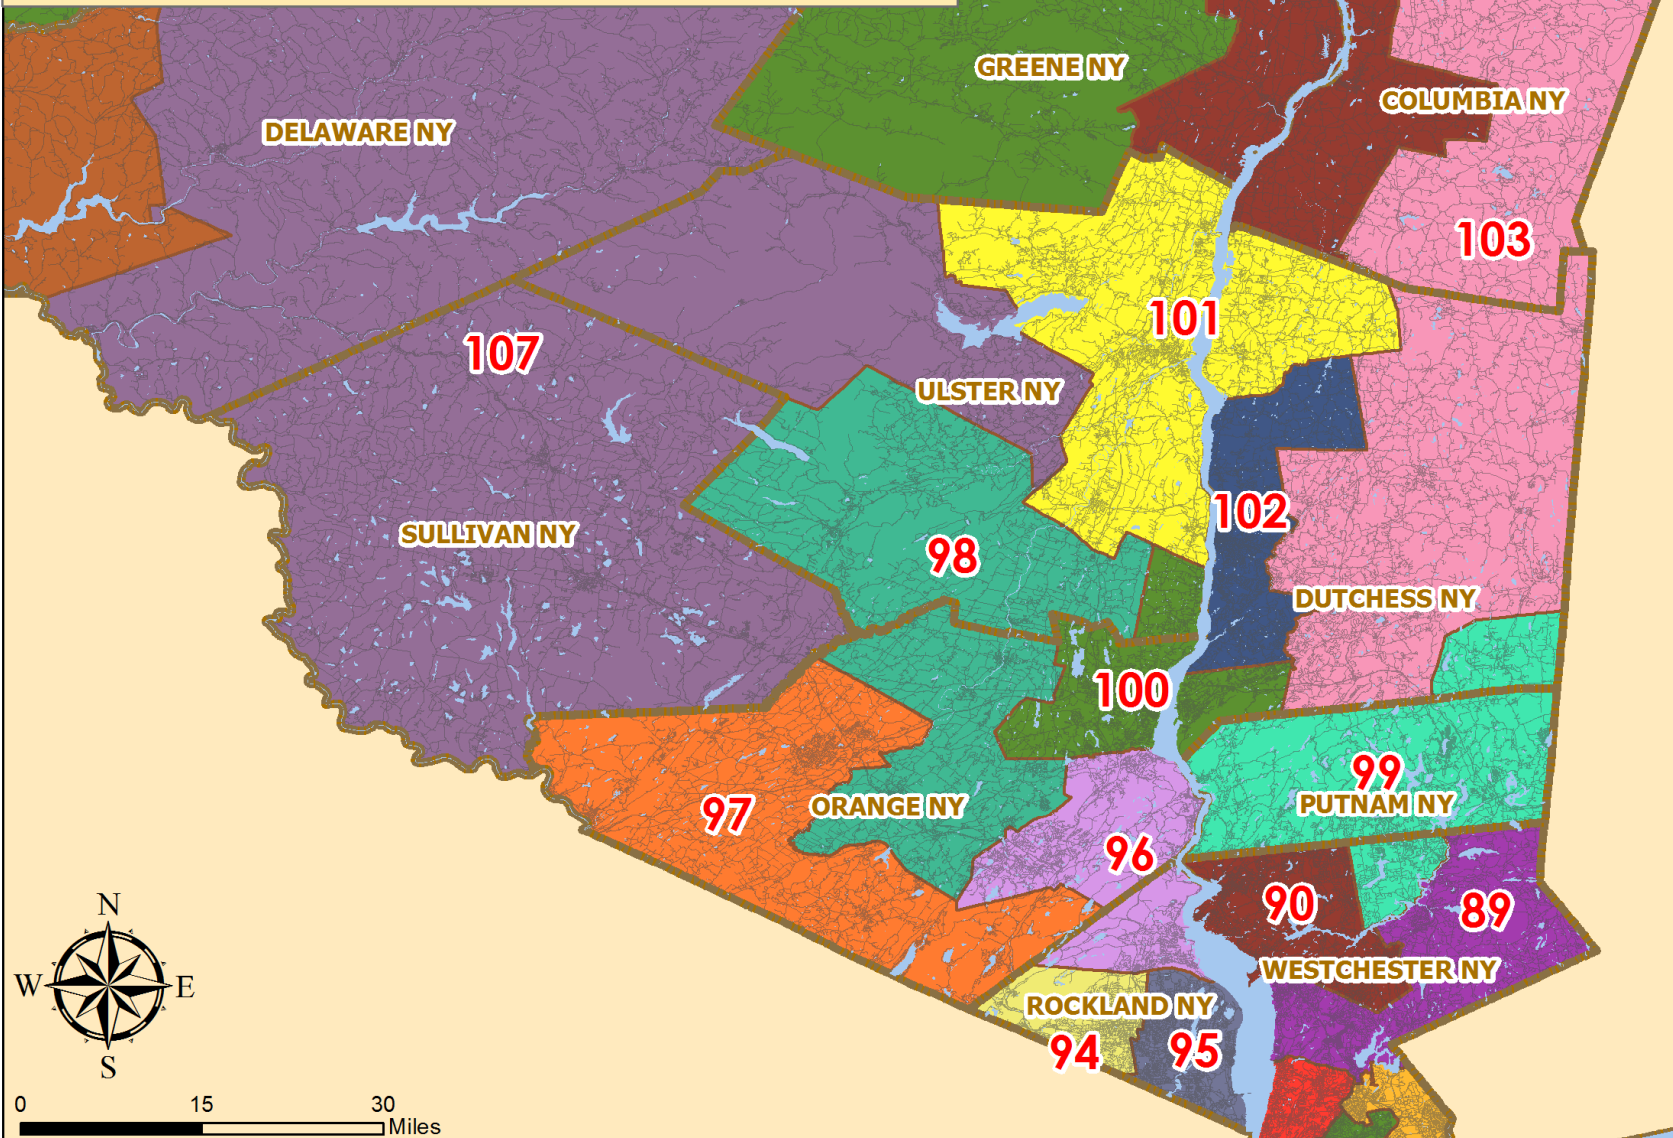 GREENE NY
COLUMBIA NY
DELAWARE NY
103
101
107
ULSTER NY
102
SULLIVAN NY
98
DUTCHESS NY
100
99
PUTNAM NY
97
ORANGE NY
96
90
89
N
W E
S
WESTCHESTER NY
ROCKLAND NY
94
95
0 15 30
Miles